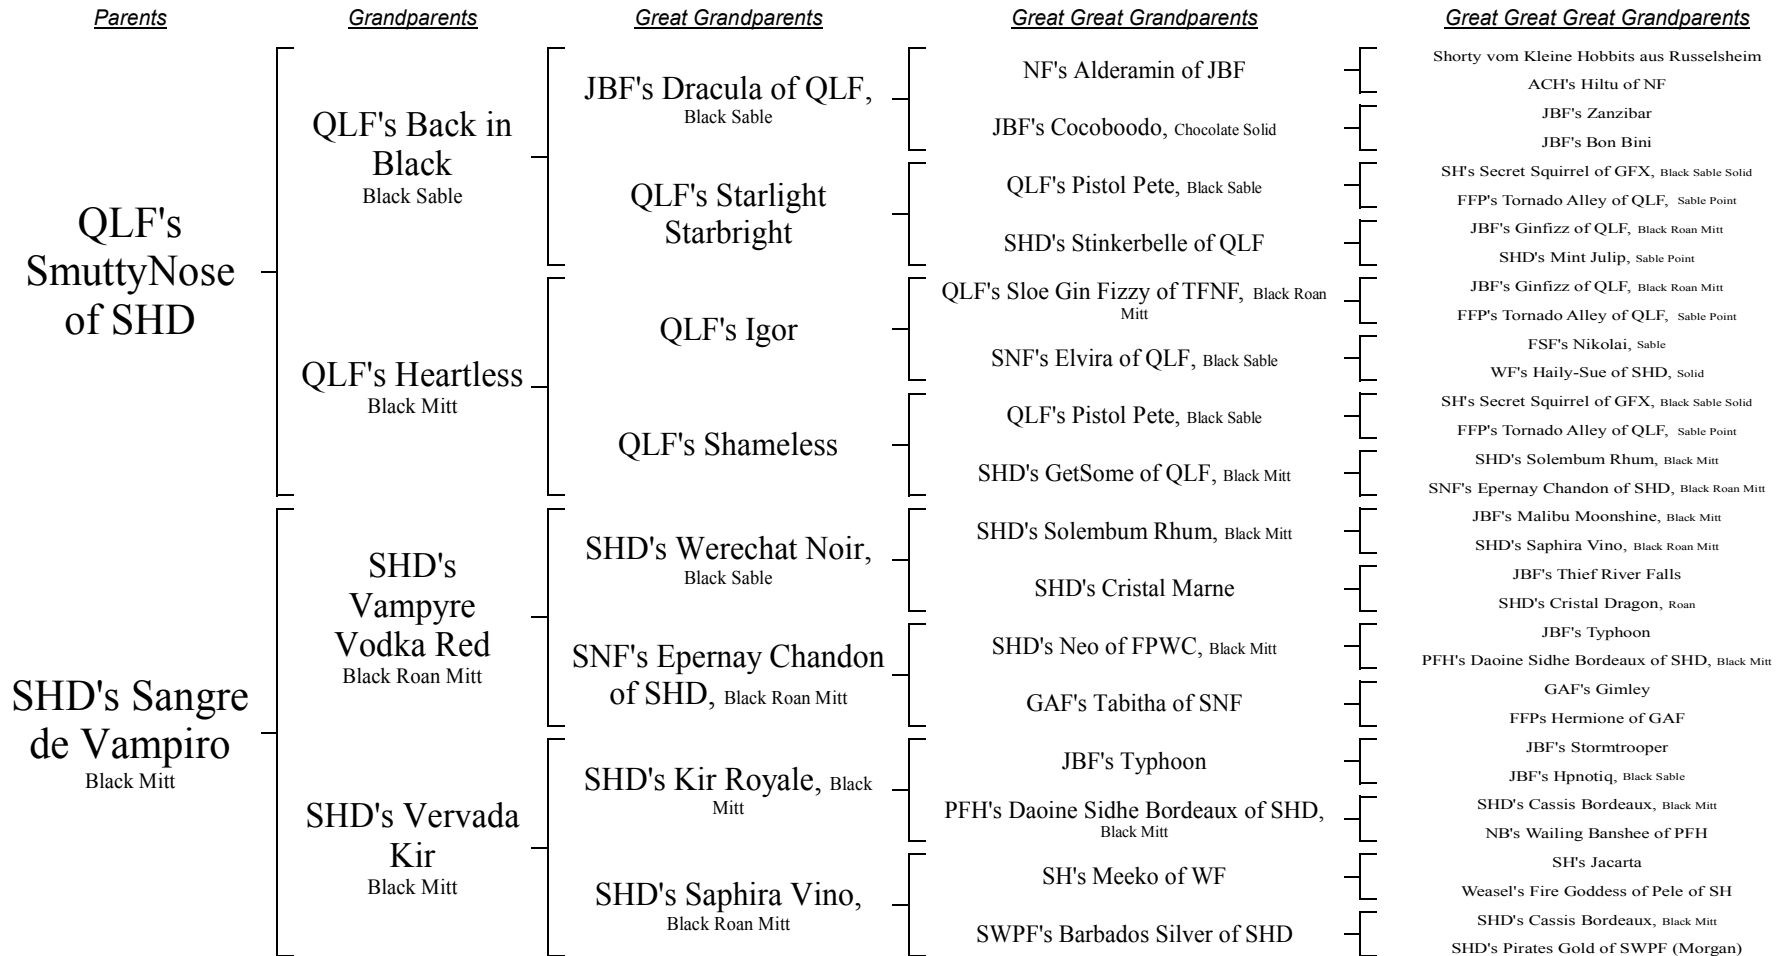 Parents
Grandparents
Great Grandparents
Great Great Grandparents
Great Great Great Grandparents
QLF's
SmuttyNose
of SHD
SHD's Sangre
de Vampiro
Black Mitt
QLF's Back in
Black
Black Sable
QLF's Heartless
Black Mitt
SHD's
Vampyre
Vodka Red
Black Roan Mitt
SHD's Vervada
Kir
Black Mitt
JBF's Dracula of QLF,
Black Sable
QLF's Starlight
Starbright
QLF's Igor
QLF's Shameless
SHD's Werechat Noir,
Black Sable
SNF's Epernay Chandon
of SHD, Black Roan Mitt
SHD's Kir Royale, Black
Mitt
SHD's Saphira Vino,
Black Roan Mitt
NF's Alderamin of JBF
JBF's Cocoboodo, Chocolate Solid
QLF's Pistol Pete, Black Sable
SHD's Stinkerbelle of QLF
QLF's Sloe Gin Fizzy of TFNF, Black Roan
Mitt
SNF's Elvira of QLF, Black Sable
QLF's Pistol Pete, Black Sable
SHD's GetSome of QLF, Black Mitt
SHD's Solembum Rhum, Black Mitt
SHD's Cristal Marne
SHD's Neo of FPWC, Black Mitt
GAF's Tabitha of SNF
JBF's Typhoon
PFH's Daoine Sidhe Bordeaux of SHD,
Black Mitt
SH's Meeko of WF
SWPF's Barbados Silver of SHD
Shorty vom Kleine Hobbits aus Russelsheim
ACH's Hiltu of NF
JBF's Zanzibar
JBF's Bon Bini
SH's Secret Squirrel of GFX, Black Sable Solid
FFP's Tornado Alley of QLF, Sable Point
JBF's Ginfizz of QLF, Black Roan Mitt
SHD's Mint Julip, Sable Point
JBF's Ginfizz of QLF, Black Roan Mitt
FFP's Tornado Alley of QLF, Sable Point
FSF's Nikolai, Sable
WF's Haily-Sue of SHD, Solid
SH's Secret Squirrel of GFX, Black Sable Solid
FFP's Tornado Alley of QLF, Sable Point
SHD's Solembum Rhum, Black Mitt
SNF's Epernay Chandon of SHD, Black Roan Mitt
JBF's Malibu Moonshine, Black Mitt
SHD's Saphira Vino, Black Roan Mitt
JBF's Thief River Falls
SHD's Cristal Dragon, Roan
JBF's Typhoon
PFH's Daoine Sidhe Bordeaux of SHD, Black Mitt
GAF's Gimley
FFPs Hermione of GAF
JBF's Stormtrooper
JBF's Hpnotiq, Black Sable
SHD's Cassis Bordeaux, Black Mitt
NB's Wailing Banshee of PFH
SH's Jacarta
Weasel's Fire Goddess of Pele of SH
SHD's Cassis Bordeaux, Black Mitt
SHD's Pirates Gold of SWPF (Morgan)